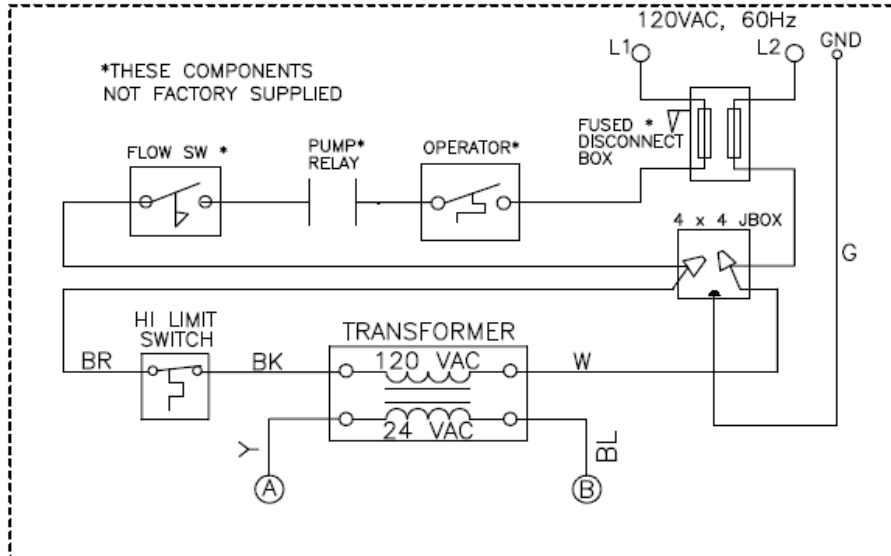 120VAC, 60Hz
L1
L2
GND
*THESE COMPONENTS
NOT FACTORY SUPPLIED
FUSED *
DISCONNECT
BOX
FLOW SW *
PUMP*
RELAY
OPERATOR*
4 x 4 JBOX
G
HI LIMIT
SWITCH
TRANSFORMER
BR
BK
120 VAC
W
24 VAC
Y
BL
A
B